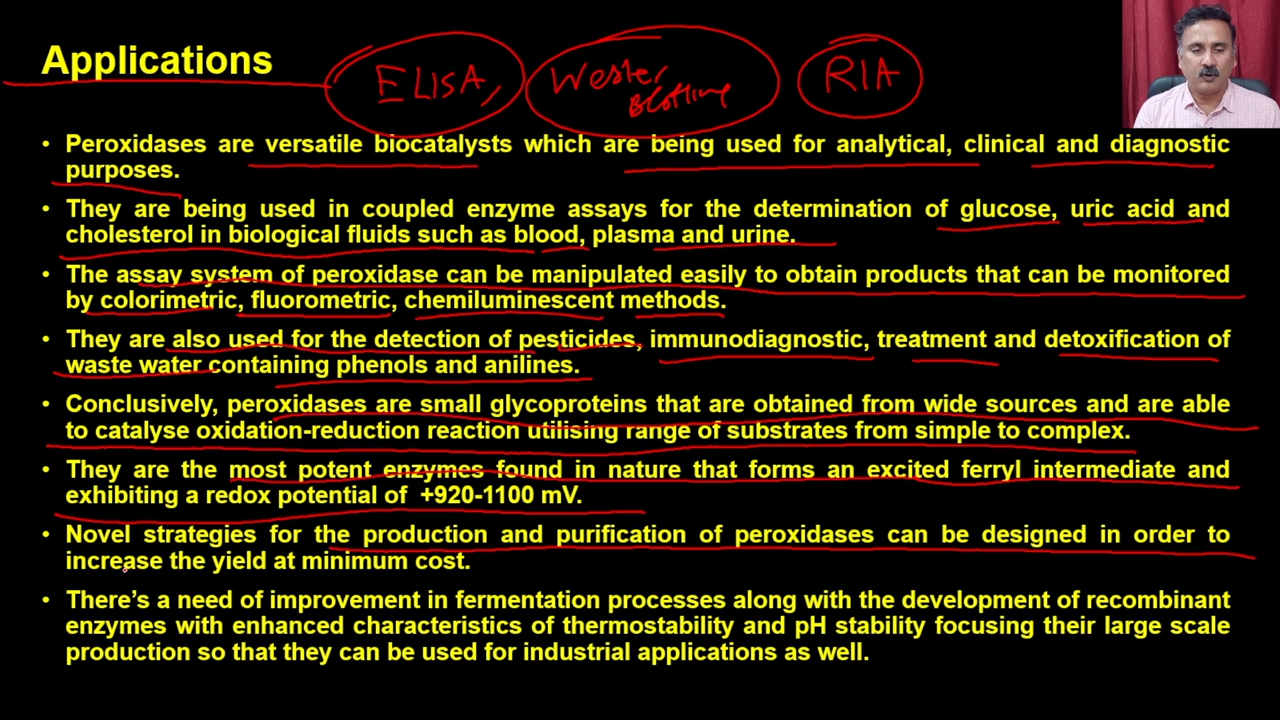 Applications
ELISA,
Wester
Blotting
RIA
• Peroxidases are versatile biocatalysts which are being used for analytical, clinical and diagnostic
purposes.
• They are being used in coupled enzyme assays for the determination of glucose, uric acid and
cholesterol in biological fluids such as blood, plasma and urine.
• The assay system of peroxidase can be manipulated easily to obtain products that can be monitored
by colorimetric, fluorometric, chemiluminescent methods.
• They are also used for the detection of pesticides, immunodiagnostic, treatment and detoxification of
waste water containing phenols and anilines.
• Conclusively, peroxidases are small glycoproteins that are obtained from wide sources and are able
to catalyse oxidation-reduction reaction utilising range of substrates from simple to complex.
• They are the most potent enzymes found in nature that forms an excited ferryl intermediate and
exhibiting a redox potential of +920-1100 mV.
• Novel strategies for the production and purification of peroxidases can be designed in order to
increase the yield at minimum cost.
• There's a need of improvement in fermentation processes along with the development of recombinant
enzymes with enhanced characteristics of thermostability and pH stability focusing their large scale
production so that they can be used for industrial applications as well.